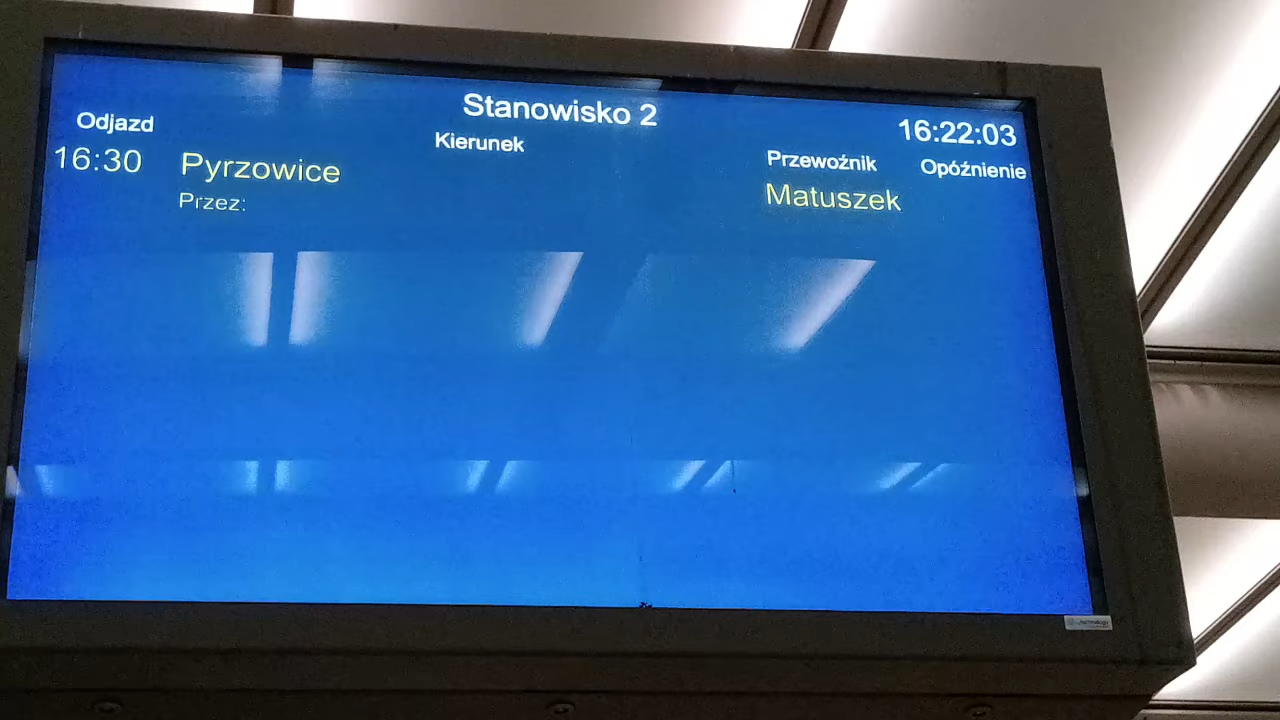 Stanowisko 2
16:22:03
Odjazd Kierunek Przewoźnik Opóźnienie
16:30 Pyrzowice Matuszek
Przez: